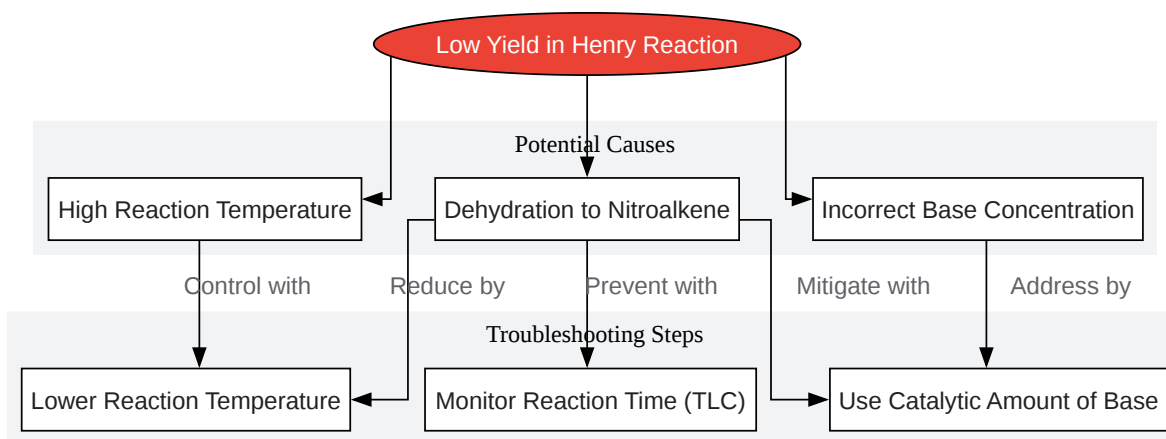 Low Yield in Henry Reaction
Potential Causes
High Reaction Temperature
Dehydration to Nitroalkene
Incorrect Base Concentration
Control with
Reduce by
Prevent with
Mitigate with
Address by
Troubleshooting Steps
Lower Reaction Temperature
Monitor Reaction Time (TLC)
Use Catalytic Amount of Base